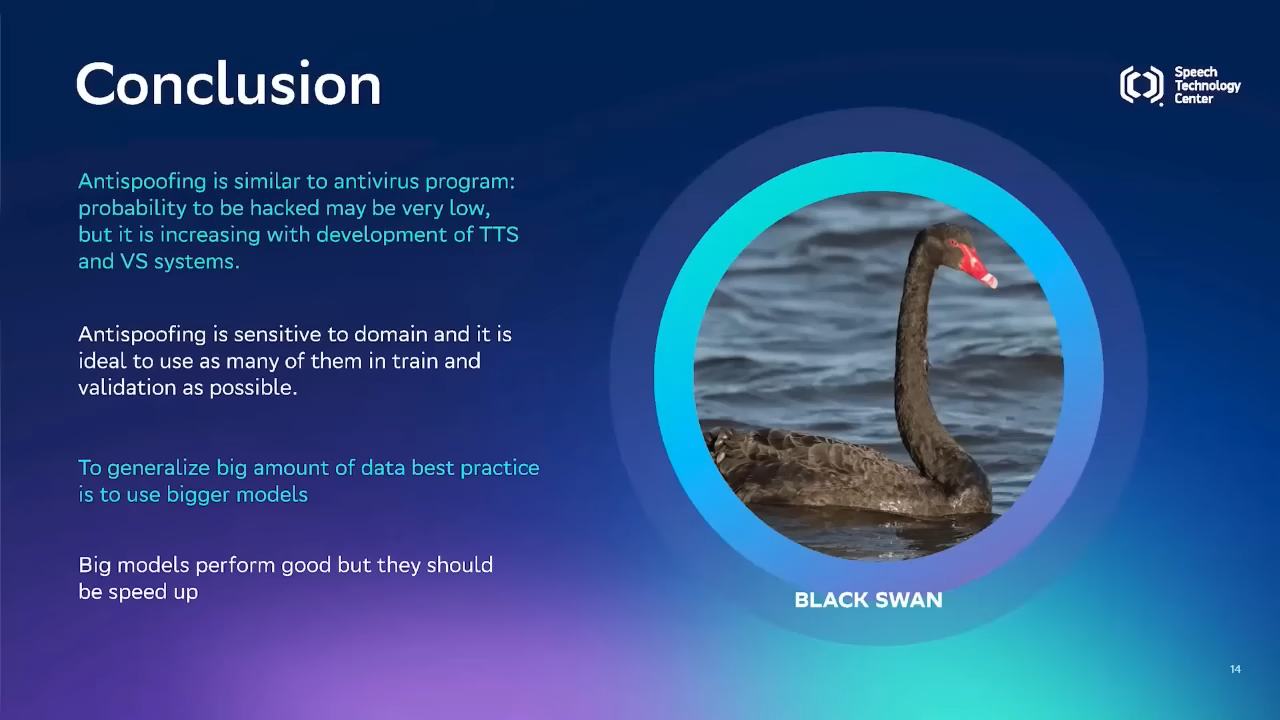 Conclusion
Speech
Technology
Center
Antispoofing is similar to antivirus program:
probability to be hacked may be very low,
but it is increasing with development of TTS
and VS systems.
Antispoofing is sensitive to domain and it is
ideal to use as many of them in train and
validation as possible.
To generalize big amount of data best practice
is to use bigger models
Big models perform good but they should
be speed up
BLACK SWAN
14